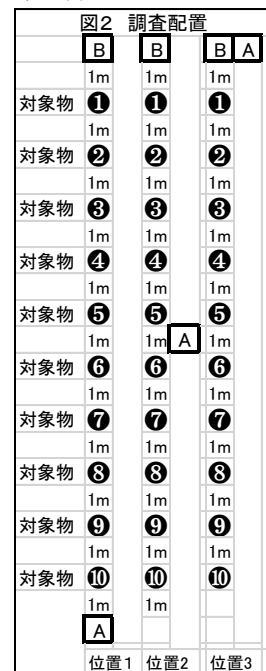 図2 調査配置
B B B A
1m 1m 1m
対象物 ❶ ❶ ❶
1m 1m 1m
対象物 ❷ ❷ ❷
1m 1m 1m
対象物 ❸ ❸ ❸
1m 1m 1m
対象物 ❹ ❹ ❹
1m 1m 1m
対象物 ❺ ❺ ❺
1m 1m A 1m
対象物 ❻ ❻ ❻
1m 1m 1m
対象物 ❼ ❼ ❼
1m 1m 1m
対象物 ❽ ❽ ❽
1m 1m 1m
対象物 ❾ ❾ ❾
1m 1m 1m
対象物 ❿ ❿ ❿
1m 1m
A
位置1 位置2 位置3